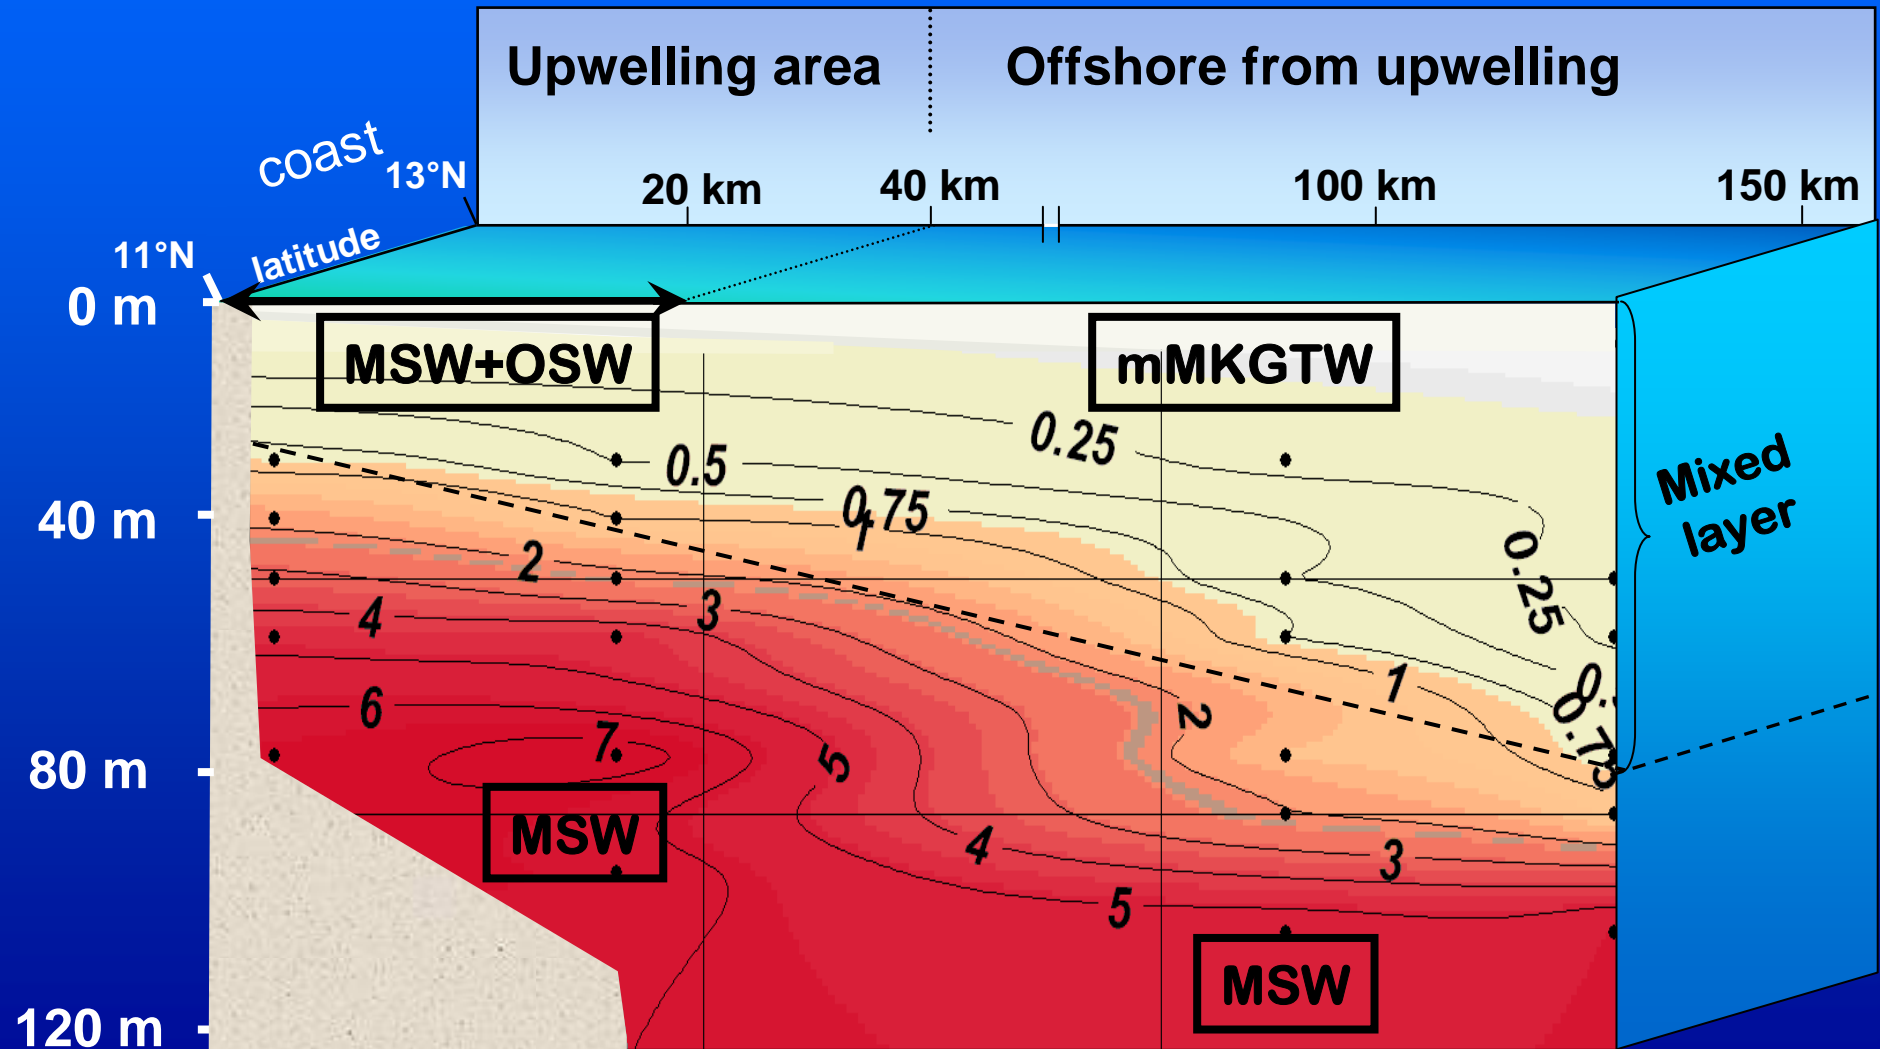 Upwelling area
Offshore from upwelling
coast
13°N
20 km
40 km
100 km
150 km
11°N
latitude
0 m
MSW+OSW
mMKGTW
0.25
0.5
Mixed
layer
0.75
40 m
1
2
0.25
4
3
1
6
2
7
5
0.75
80 m
MSW
4
3
5
MSW
120 m